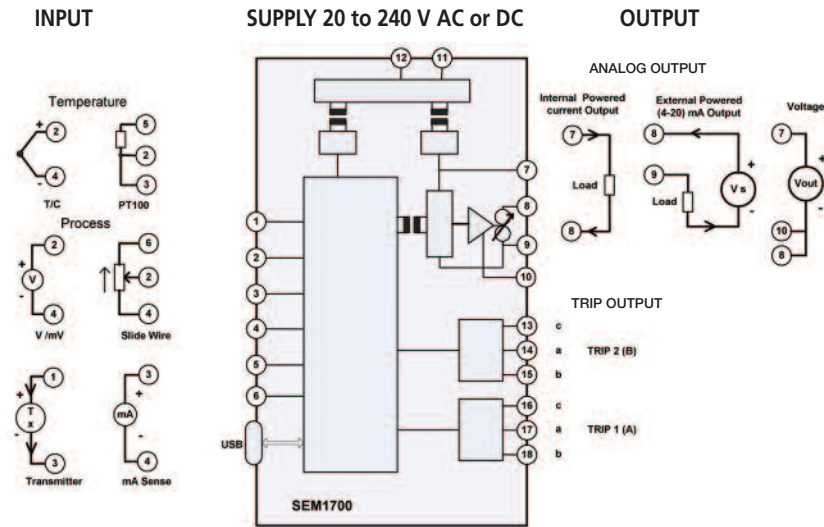 INPUT
SUPPLY 20 to 240 V AC or DC
OUTPUT
ANALOG OUTPUT
Temperature
+ 2
4
-
T/C
5
2
3
PT100
Process
2
+
V
-
4
V /mV
6
2
4
Slide Wire
1
+
T
x
-
3
Transmitter
3
+
mA
-
4
mA Sense
12 11
1
2
3
4
5
6
USB
7
8
9
10
13 c
14 a
15 b
16 c
17 a
18 b
SEM1700
Internal Powered
current Output
7
Load
8
External Powered
(4-20) mA Output
8
9
Load
+
V s
-
Voltage
7
+
Vout
-
10
8
TRIP OUTPUT
TRIP 2 (B)
TRIP 1 (A)